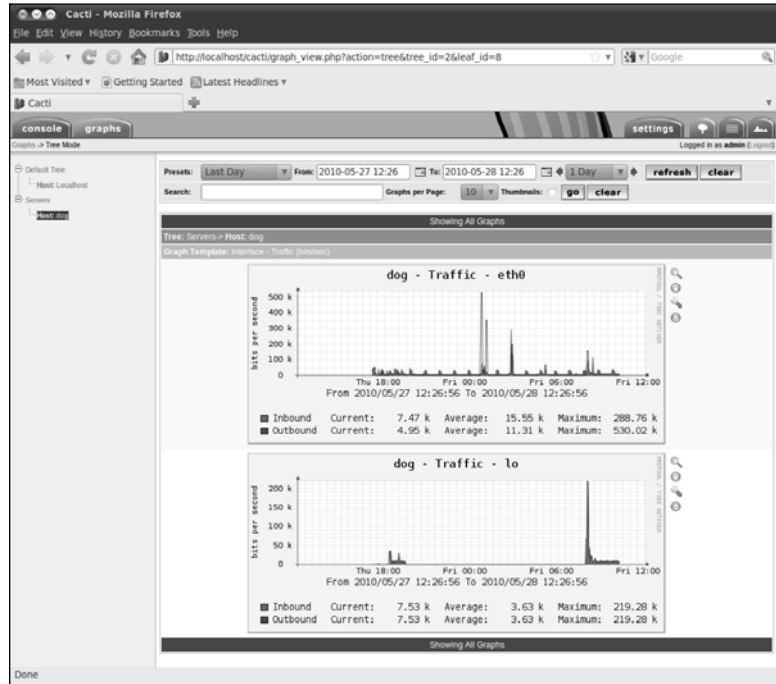 Cacti - Mozilla Firefox
File Edit View History Bookmarks Tools Help
http://localhost/cacti/graph_view.php?action=tree&tree_id=2&leaf_id=8
Google
Most Visited Getting Started Latest Headlines
Cacti
console graphs settings
Graphs -> Tree Mode Logged in as admin (Logout)
Default Tree
Host: Localhost
Servers
Host: dog
Presets: Last Day From: 2010-05-27 12:26 To: 2010-05-28 12:26 1 Day refresh clear
Search: Graphs per Page: 10 Thumbnails: go clear
Showing All Graphs
Tree: Servers-> Host: dog
Graph Template: Interface - Traffic (bits/sec)
dog - Traffic - eth0
bits per second
500 k
400 k
300 k
200 k
100 k
0
Thu 18:00 Fri 00:00 Fri 06:00 Fri 12:00
From 2010/05/27 12:26:56 To 2010/05/28 12:26:56
Inbound Current: 7.47 k Average: 15.55 k Maximum: 288.76 k
Outbound Current: 4.95 k Average: 11.31 k Maximum: 530.02 k
RRDTOOL / TOBI OETIKER
dog - Traffic - lo
bits per second
200 k
150 k
100 k
50 k
0
Thu 18:00 Fri 00:00 Fri 06:00 Fri 12:00
From 2010/05/27 12:26:56 To 2010/05/28 12:26:56
Inbound Current: 7.53 k Average: 3.63 k Maximum: 219.28 k
Outbound Current: 7.53 k Average: 3.63 k Maximum: 219.28 k
RRDTOOL / TOBI OETIKER
Showing All Graphs
Done